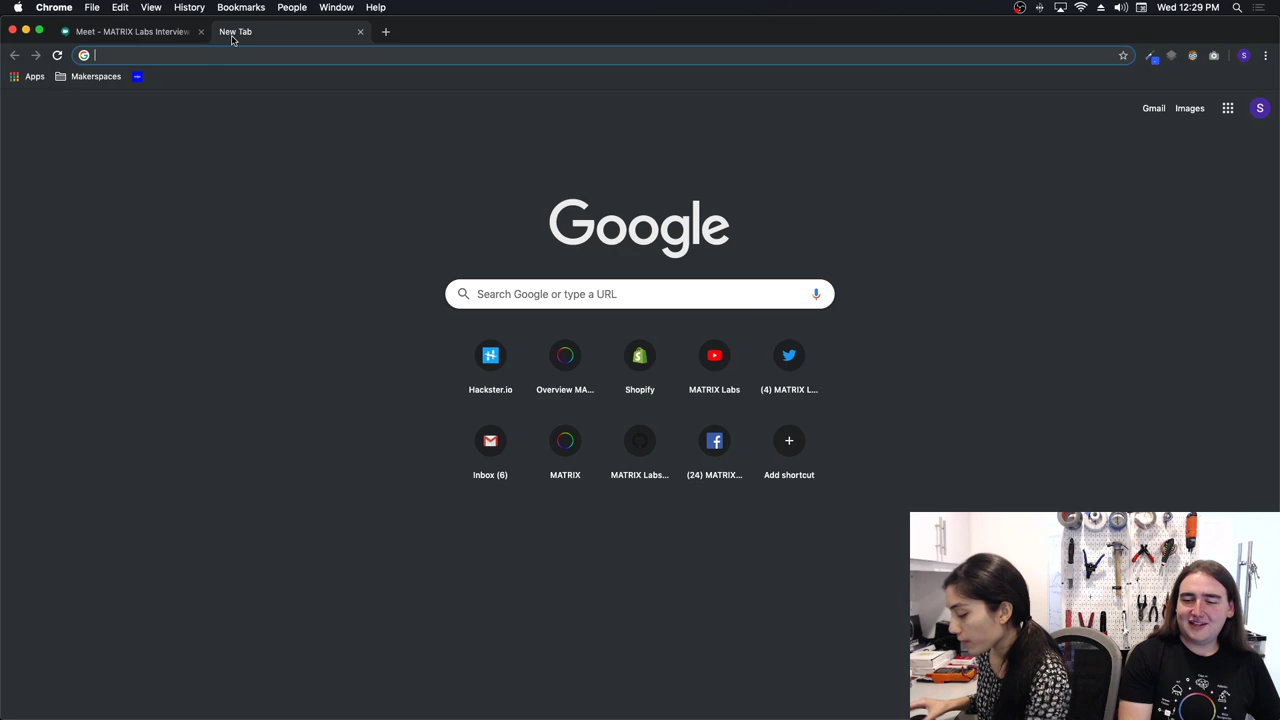 Chrome File Edit View History Bookmarks People Window Help Wed 12:29 PM
Meet - MATRIX Labs Interview New Tab
S
Apps Makerspaces
Gmail Images S
Google
Search Google or type a URL
Hackster.io Overview MA... Shopify MATRIX Labs (4) MATRIX L...
Inbox (6) MATRIX MATRIX Labs... (24) MATRIX... Add shortcut